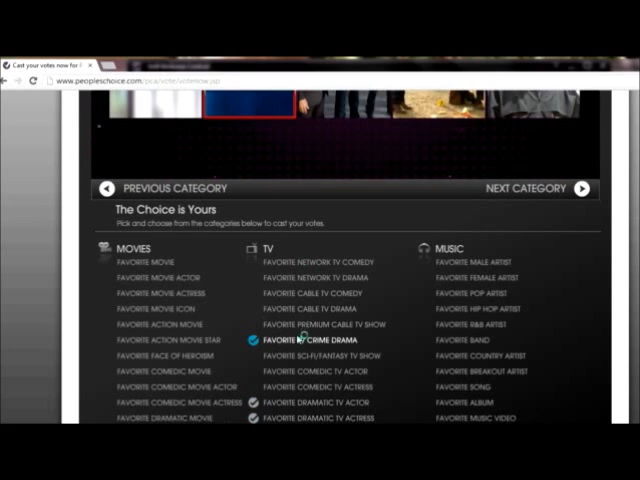 Cast your votes now for P
www.peopleschoice.com/pca/vote/votenow.jsp
PREVIOUS CATEGORY
NEXT CATEGORY
The Choice is Yours
Pick and choose from the categories below to cast your votes.
MOVIES
FAVORITE MOVIE
FAVORITE MOVIE ACTOR
FAVORITE MOVIE ACTRESS
FAVORITE MOVIE ICON
FAVORITE ACTION MOVIE
FAVORITE ACTION MOVIE STAR
FAVORITE FACE OF HEROISM
FAVORITE COMEDIC MOVIE
FAVORITE COMEDIC MOVIE ACTOR
FAVORITE COMEDIC MOVIE ACTRESS
FAVORITE DRAMATIC MOVIE
TV
FAVORITE NETWORK TV COMEDY
FAVORITE NETWORK TV DRAMA
FAVORITE CABLE TV COMEDY
FAVORITE CABLE TV DRAMA
FAVORITE PREMIUM CABLE TV SHOW
FAVORITE CRIME DRAMA
FAVORITE SCI-FI/FANTASY TV SHOW
FAVORITE COMEDIC TV ACTOR
FAVORITE COMEDIC TV ACTRESS
FAVORITE DRAMATIC TV ACTOR
FAVORITE DRAMATIC TV ACTRESS
MUSIC
FAVORITE MALE ARTIST
FAVORITE FEMALE ARTIST
FAVORITE POP ARTIST
FAVORITE HIP HOP ARTIST
FAVORITE R&B ARTIST
FAVORITE BAND
FAVORITE COUNTRY ARTIST
FAVORITE BREAKOUT ARTIST
FAVORITE SONG
FAVORITE ALBUM
FAVORITE MUSIC VIDEO